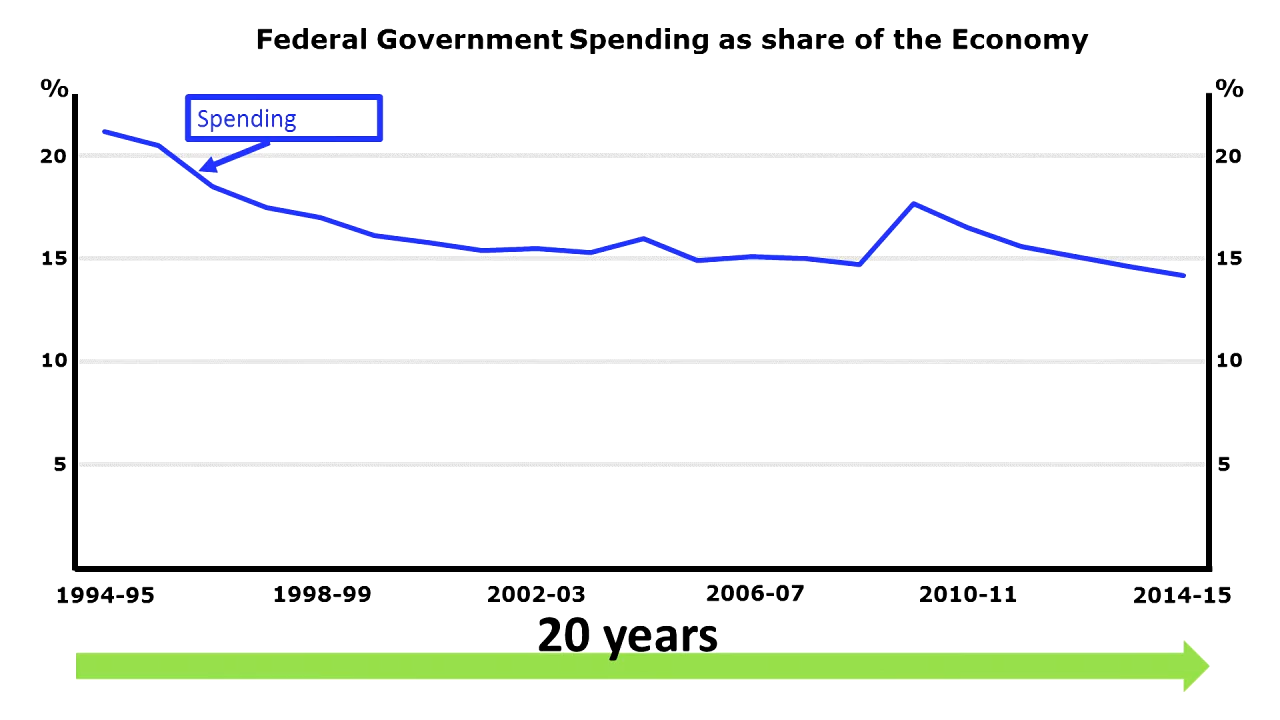 Federal Government Spending as share of the Economy
% %
Spending
20 20
15 15
10 10
5 5
1994-95 1998-99 2002-03 2006-07 2010-11 2014-15
20 years